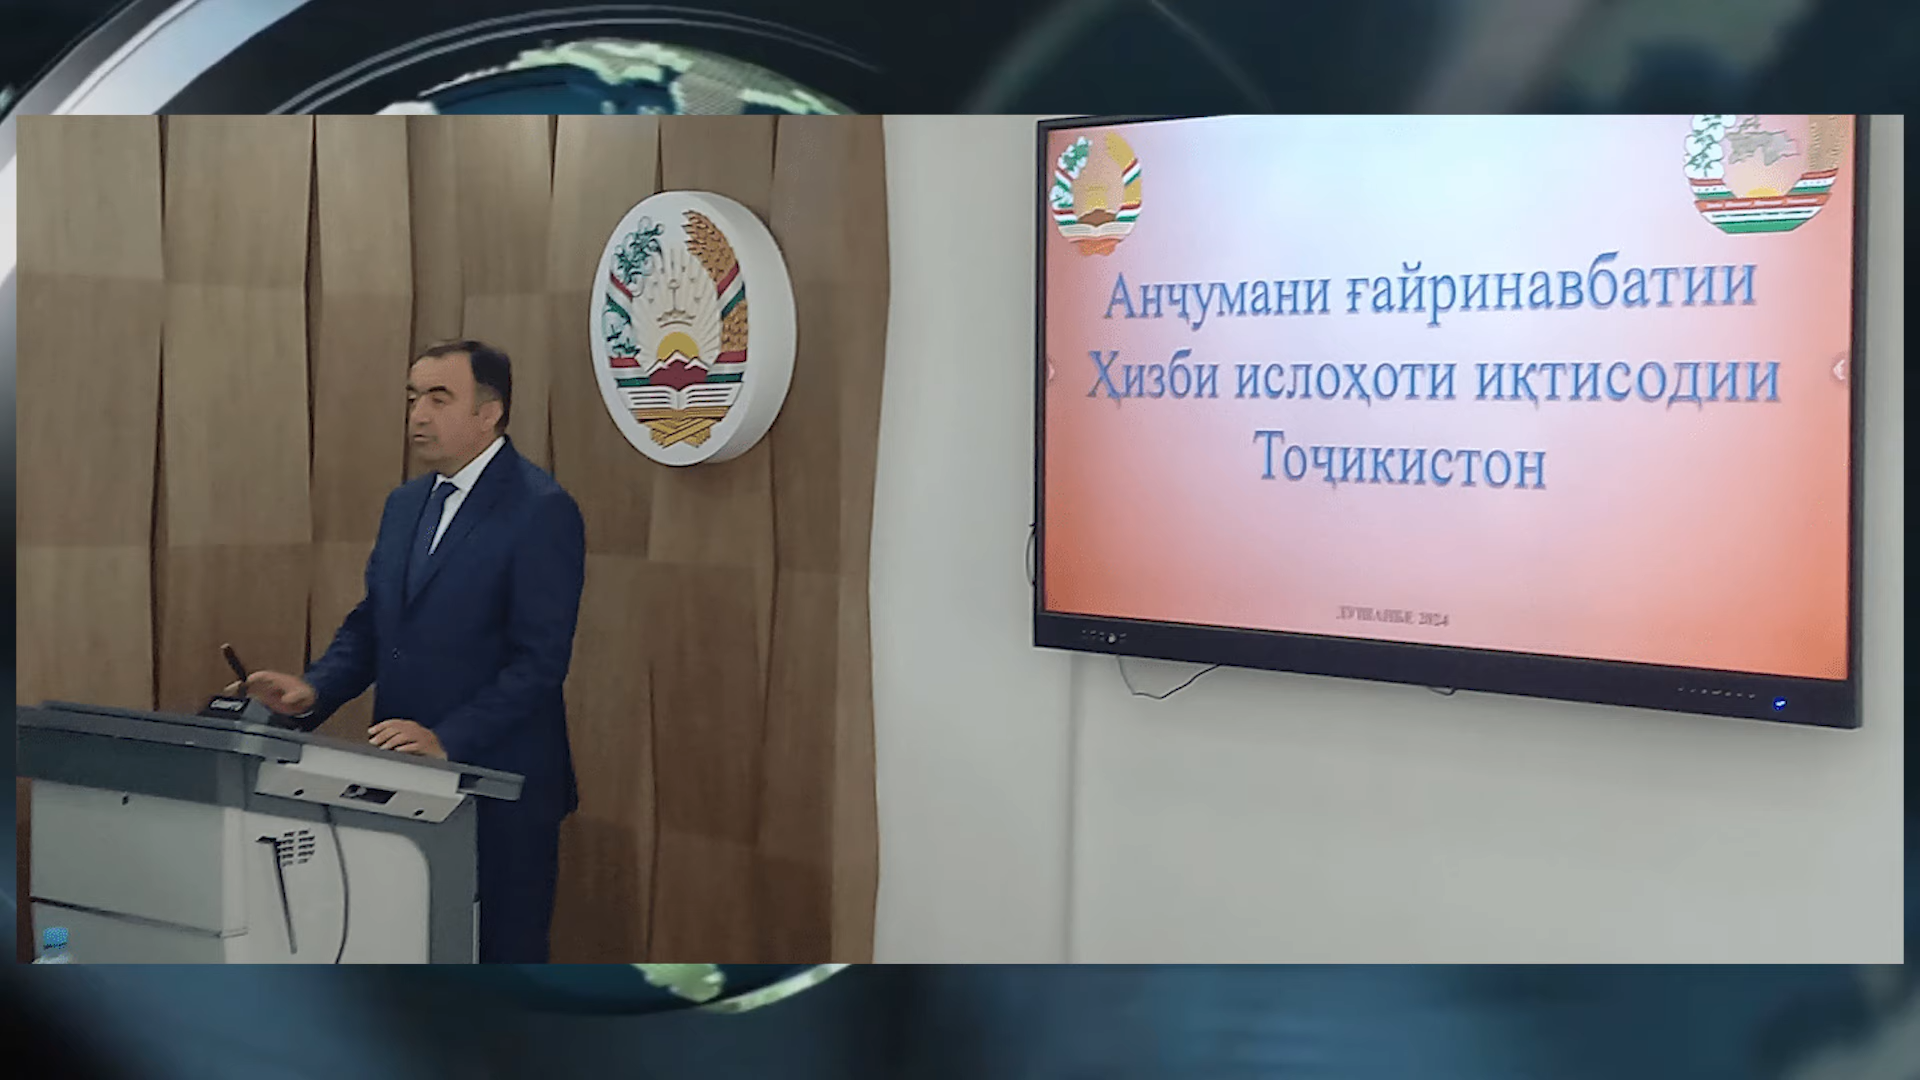 Анҷумани ғайринавбатии
Ҳизби ислоҳоти иқтисодии
Тоҷикистон
ДУШАНБЕ 2024